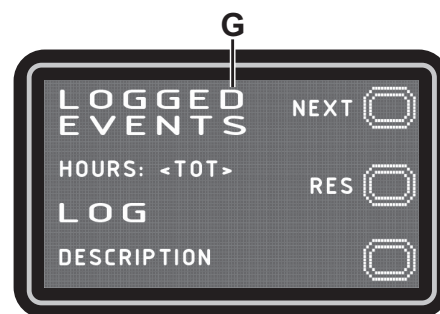 G
LOGGED
EVENTS
NEXT
HOURS: <TOT>
RES
LOG
DESCRIPTION